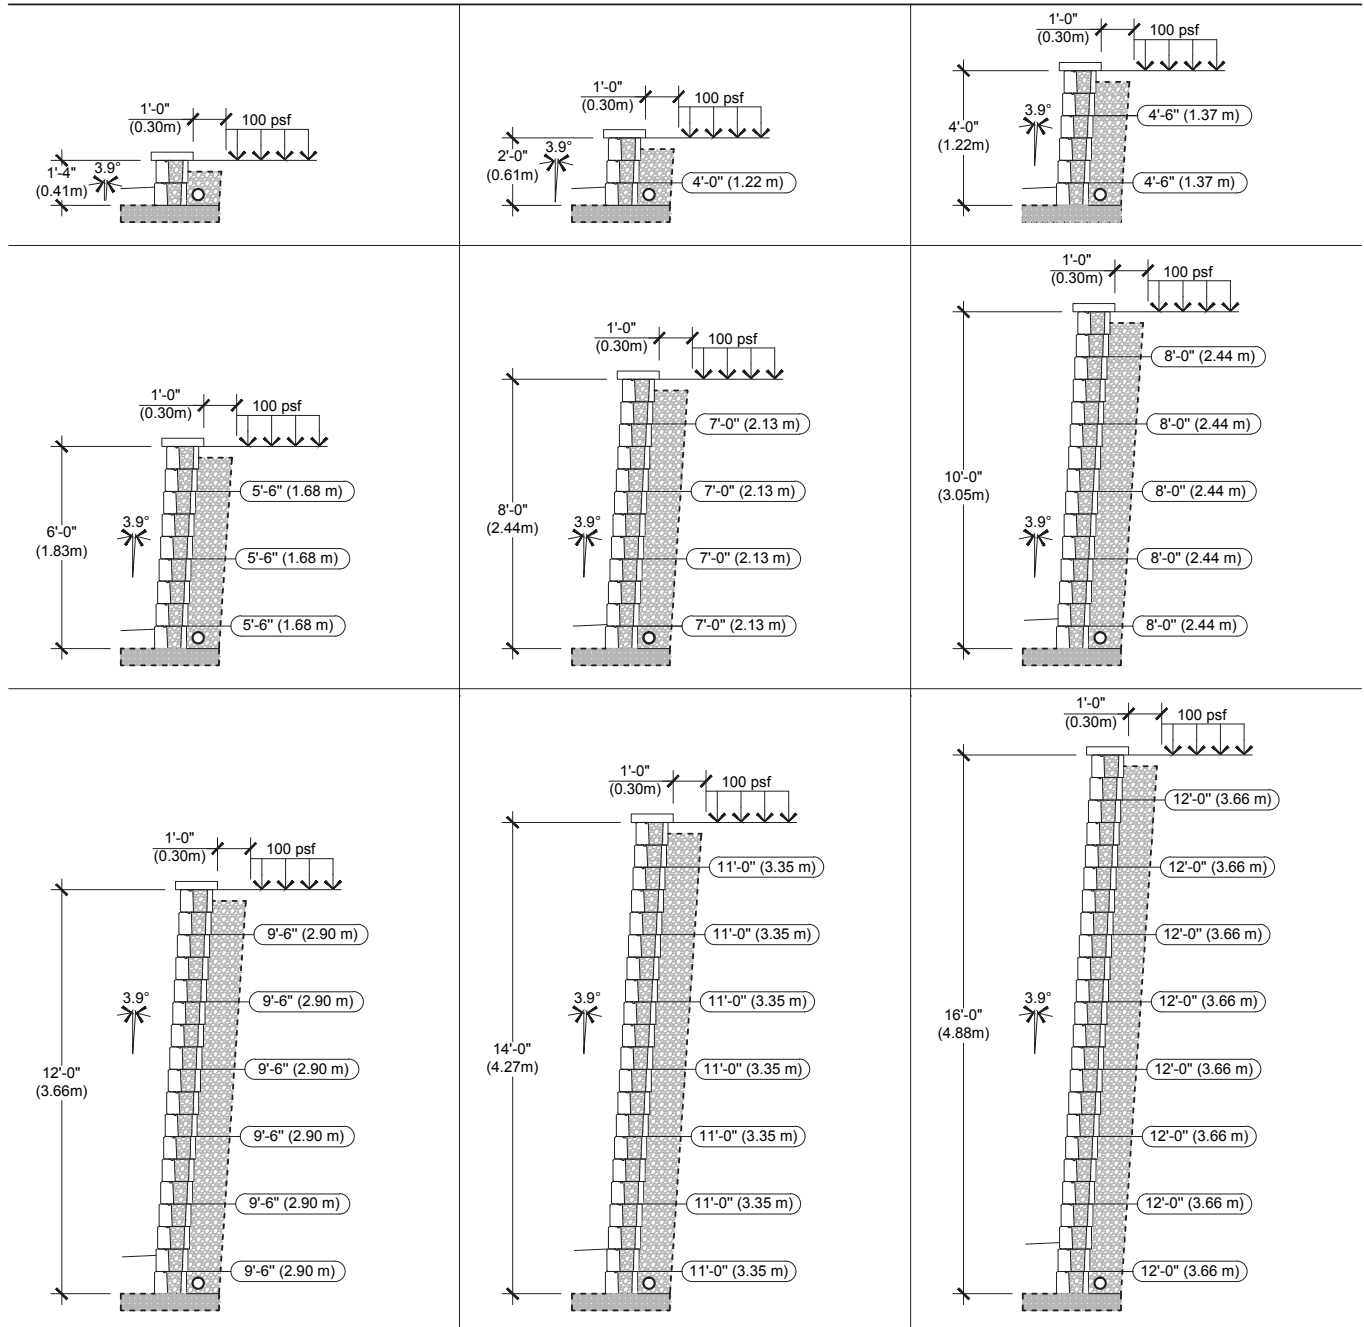 1'-0"
(0.30m)
100 psf
1'-4"
(0.41m)
3.9°
1'-0"
(0.30m)
100 psf
2'-0"
(0.61m)
3.9°
4'-0" (1.22 m)
1'-0"
(0.30m)
100 psf
4'-0"
(1.22m)
3.9°
4'-6" (1.37 m)
4'-6" (1.37 m)
1'-0"
(0.30m)
100 psf
6'-0"
(1.83m)
3.9°
5'-6" (1.68 m)
5'-6" (1.68 m)
5'-6" (1.68 m)
1'-0"
(0.30m)
100 psf
8'-0"
(2.44m)
3.9°
7'-0" (2.13 m)
7'-0" (2.13 m)
7'-0" (2.13 m)
7'-0" (2.13 m)
1'-0"
(0.30m)
100 psf
10'-0"
(3.05m)
3.9°
8'-0" (2.44 m)
8'-0" (2.44 m)
8'-0" (2.44 m)
8'-0" (2.44 m)
8'-0" (2.44 m)
1'-0"
(0.30m)
100 psf
12'-0"
(3.66m)
3.9°
9'-6" (2.90 m)
9'-6" (2.90 m)
9'-6" (2.90 m)
9'-6" (2.90 m)
9'-6" (2.90 m)
9'-6" (2.90 m)
1'-0"
(0.30m)
100 psf
14'-0"
(4.27m)
3.9°
11'-0" (3.35 m)
11'-0" (3.35 m)
11'-0" (3.35 m)
11'-0" (3.35 m)
11'-0" (3.35 m)
11'-0" (3.35 m)
11'-0" (3.35 m)
1'-0"
(0.30m)
100 psf
16'-0"
(4.88m)
3.9°
12'-0" (3.66 m)
12'-0" (3.66 m)
12'-0" (3.66 m)
12'-0" (3.66 m)
12'-0" (3.66 m)
12'-0" (3.66 m)
12'-0" (3.66 m)
12'-0" (3.66 m)